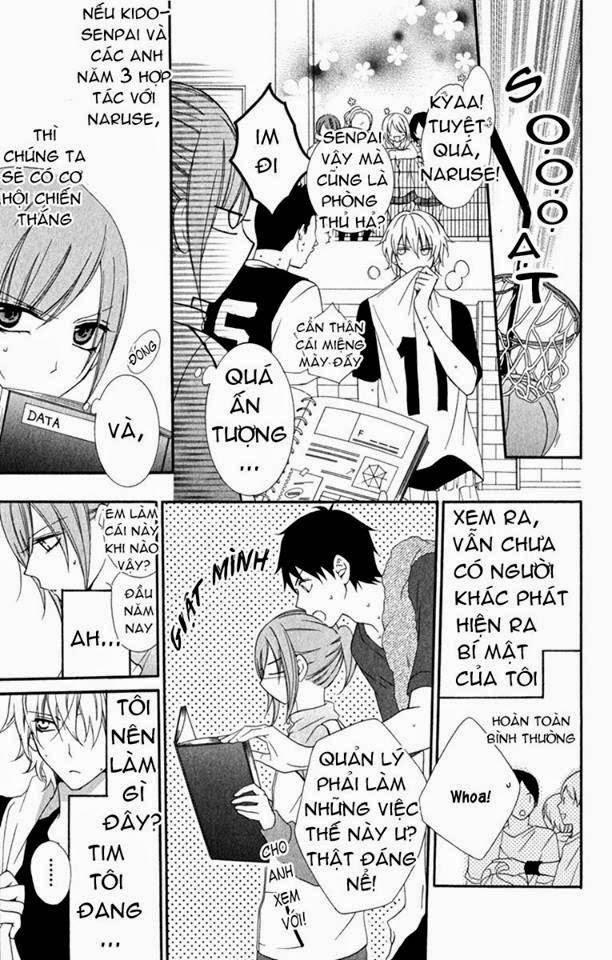 S.O.O.O.A.T
KYAA!
TUYỆT
QUÁ,
NARUSE!
SENPAI
VẬY MÀ
CŨNG LÀ
PHÒNG
THỦ HẢ?
IM
ĐI
CẨN THẬN
CÁI MIỆNG
MÀY ĐẤY
11
5
QUÁ
ẤN
TƯỢNG
...
NẾU KIDO-
SENPAI VÀ
CÁC ANH
NĂM 3 HỢP
TÁC VỚI
NARUSE,
THÌ
CHÚNG TA
SẼ CÓ CƠ
HỘI CHIẾN
THẮNG
ĐÓNG
VÀ,
DATA
F
XEM RA,
VẪN CHƯA
CÓ NGƯỜI
KHÁC PHÁT
HIỆN RA
BÍ MẬT
CỦA TÔI
HOÀN TOÀN
BÌNH THƯỜNG
Whoa!
GIẬT MÌNH
QUẢN LÝ
PHẢI LÀM
NHỮNG VIỆC
THẾ NÀY Ư?
THẬT ĐÁNG
NỂ!
CHO
ANH
XEM
VỚI!
EM LÀM
CÁI NÀY
KHI NÀO
VẬY?
ĐẦU
NĂM
NAY
AH...
TÔI
NÊN
LÀM
GÌ
ĐÂY?
TIM
TÔI
ĐANG
...
......